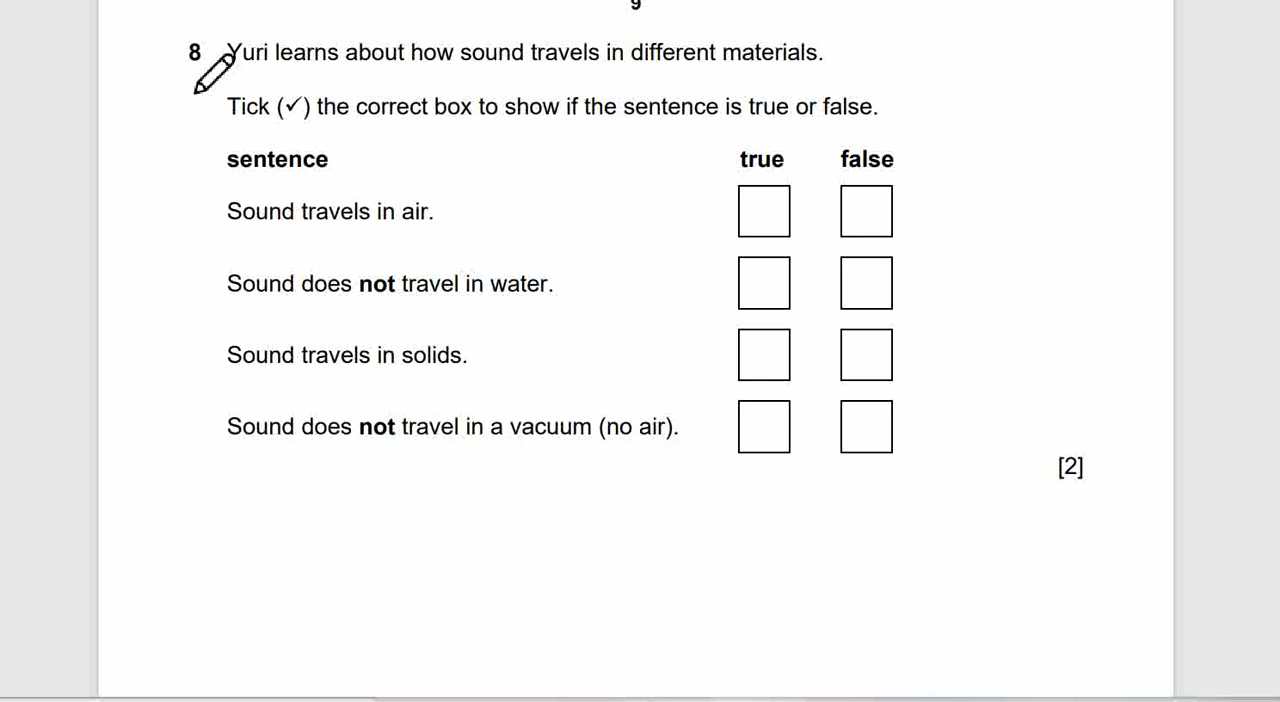 9
8 Yuri learns about how sound travels in different materials.
Tick (✓) the correct box to show if the sentence is true or false.
sentence true false
Sound travels in air.
Sound does not travel in water.
Sound travels in solids.
Sound does not travel in a vacuum (no air).
[2]